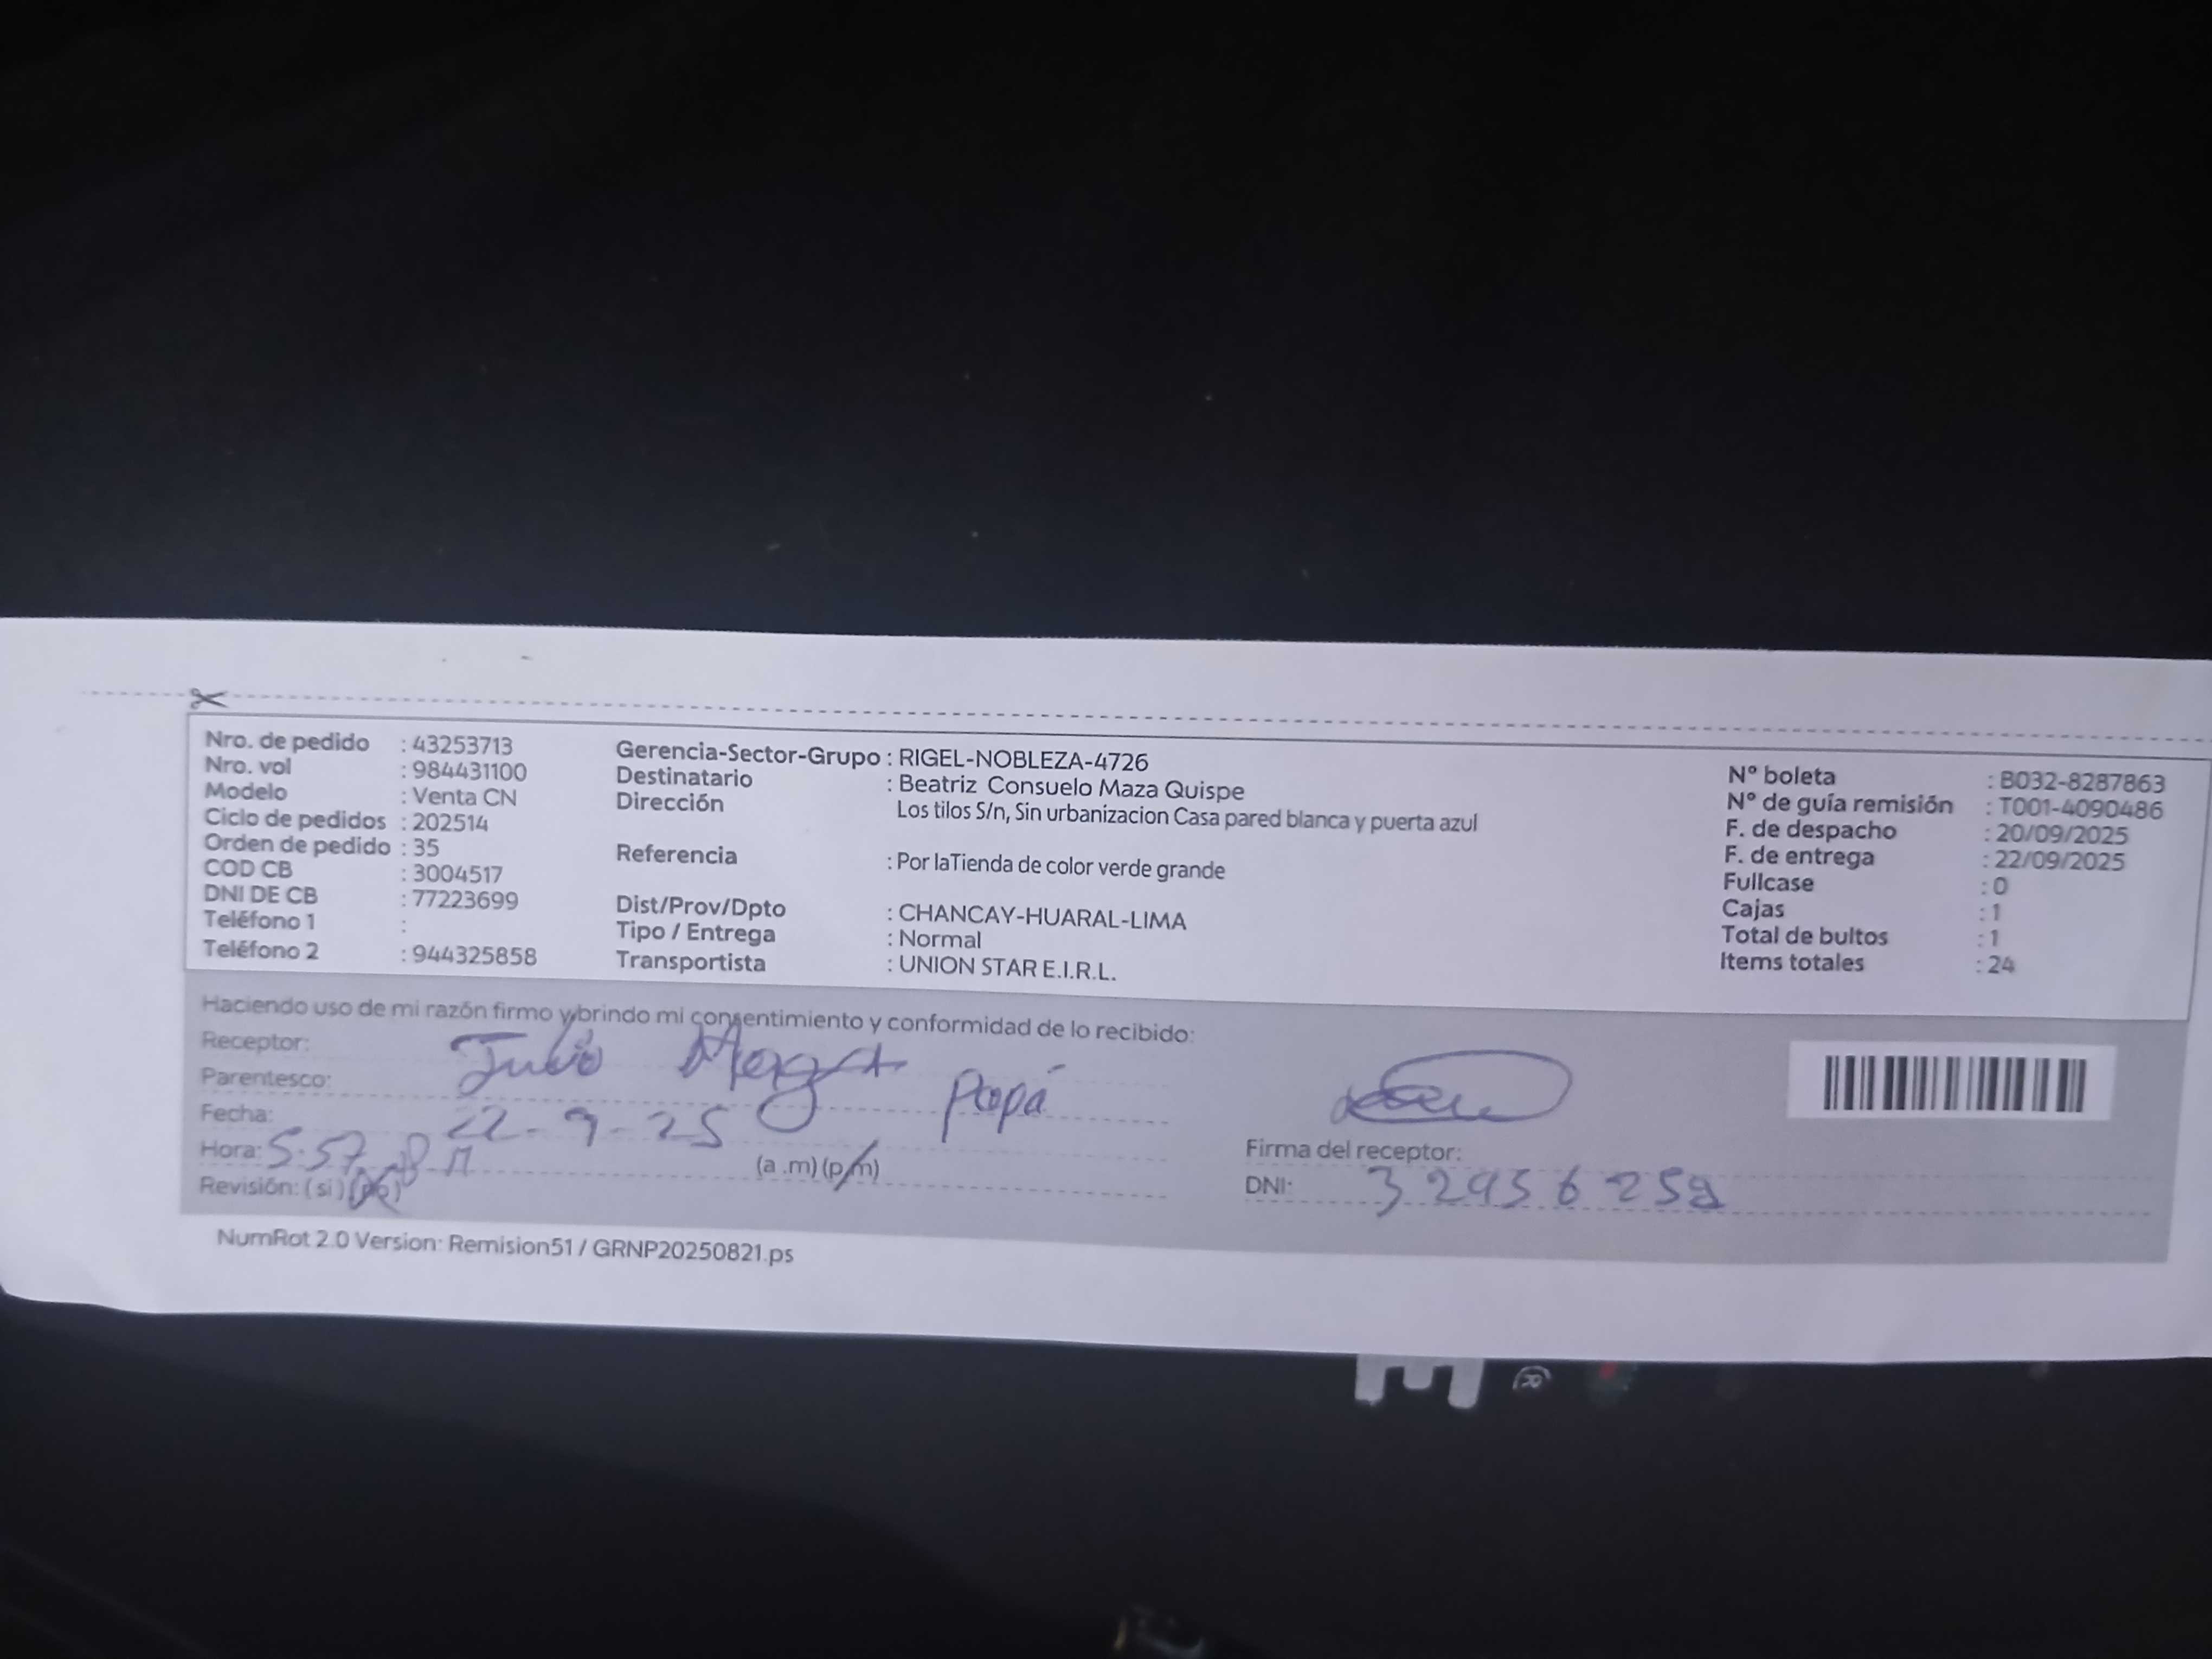 Nro. de pedido : 43253713
Nro. vol : 984431100
Modelo : Venta CN
Ciclo de pedidos : 202514
Orden de pedido : 35
COD CB : 3004517
DNI DE CB : 77223699
Teléfono 1 :
Teléfono 2 : 944325858
Gerencia-Sector-Grupo : RIGEL-NOBLEZA-4726
Destinatario : Beatriz Consuelo Maza Quispe
Dirección Los tilos S/n, Sin urbanizacion Casa pared blanca y puerta azul
Referencia : Por laTienda de color verde grande
Dist/Prov/Dpto : CHANCAY-HUARAL-LIMA
Tipo / Entrega : Normal
Transportista : UNION STAR E.I.R.L.
N° boleta : B032-8287863
N° de guía remisión : T001-4090486
F. de despacho : 20/09/2025
F. de entrega : 22/09/2025
Fullcase : 0
Cajas : 1
Total de bultos : 1
Items totales : 24
Haciendo uso de mi razón firmo y brindo mi consentimiento y conformidad de lo recibido:
Receptor: Julio
Parentesco: Papá
Fecha: 22-9-25
Hora: 5:57 PM (a .m) (p.m)
Revisión: (si) (no)
Firma del receptor:
DNI: 32956259
NumRot 2.0 Version: Remision51 / GRNP20250821.ps